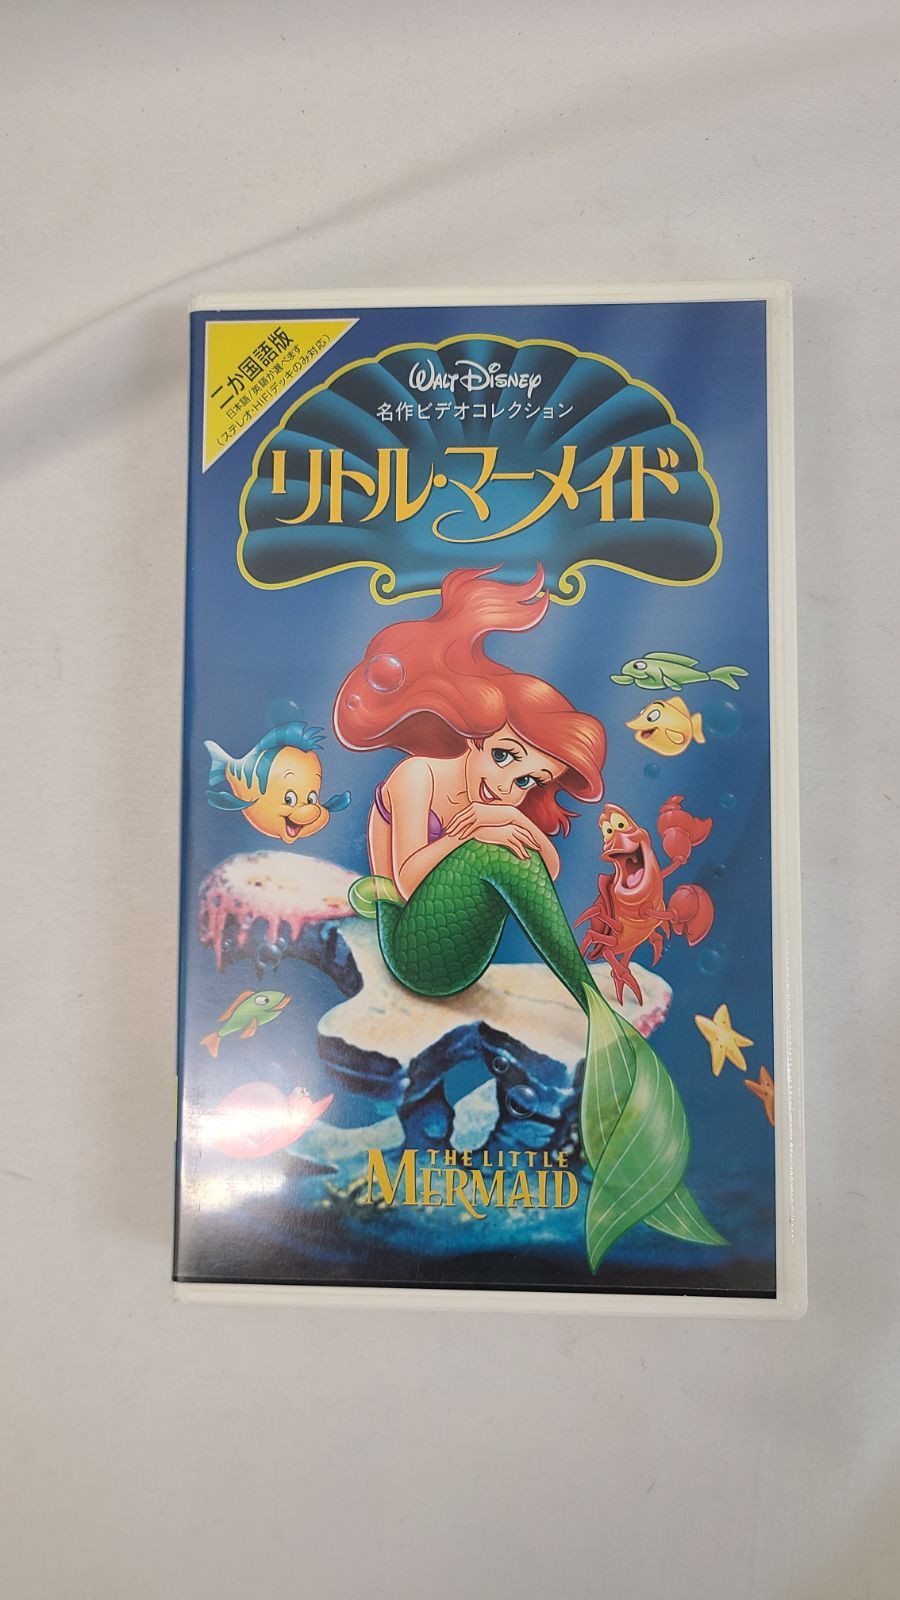 二か国語版
日本語/英語が選べます
(ステレオ・HiFiデッキのみ対応)
WALT DISNEY
名作ビデオコレクション
リトル・マーメイド
THE LITTLE
MERMAID